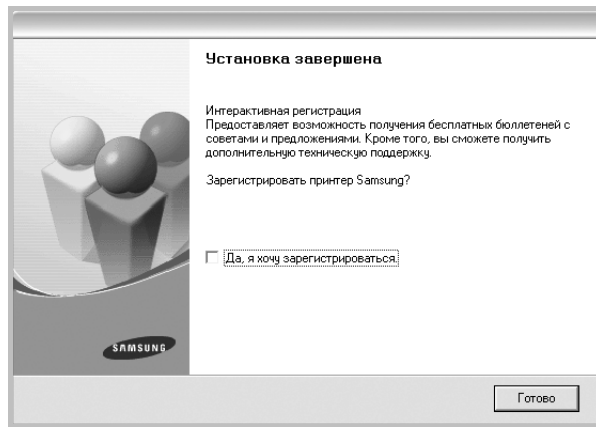 Установка завершена
Интерактивная регистрация
Предоставляет возможность получения бесплатных бюллетеней с
советами и предложениями. Кроме того, вы сможете получить
дополнительную техническую поддержку.
Зарегистрировать принтер Samsung?
Да, я хочу зарегистрироваться.
SAMSUNG
Готово